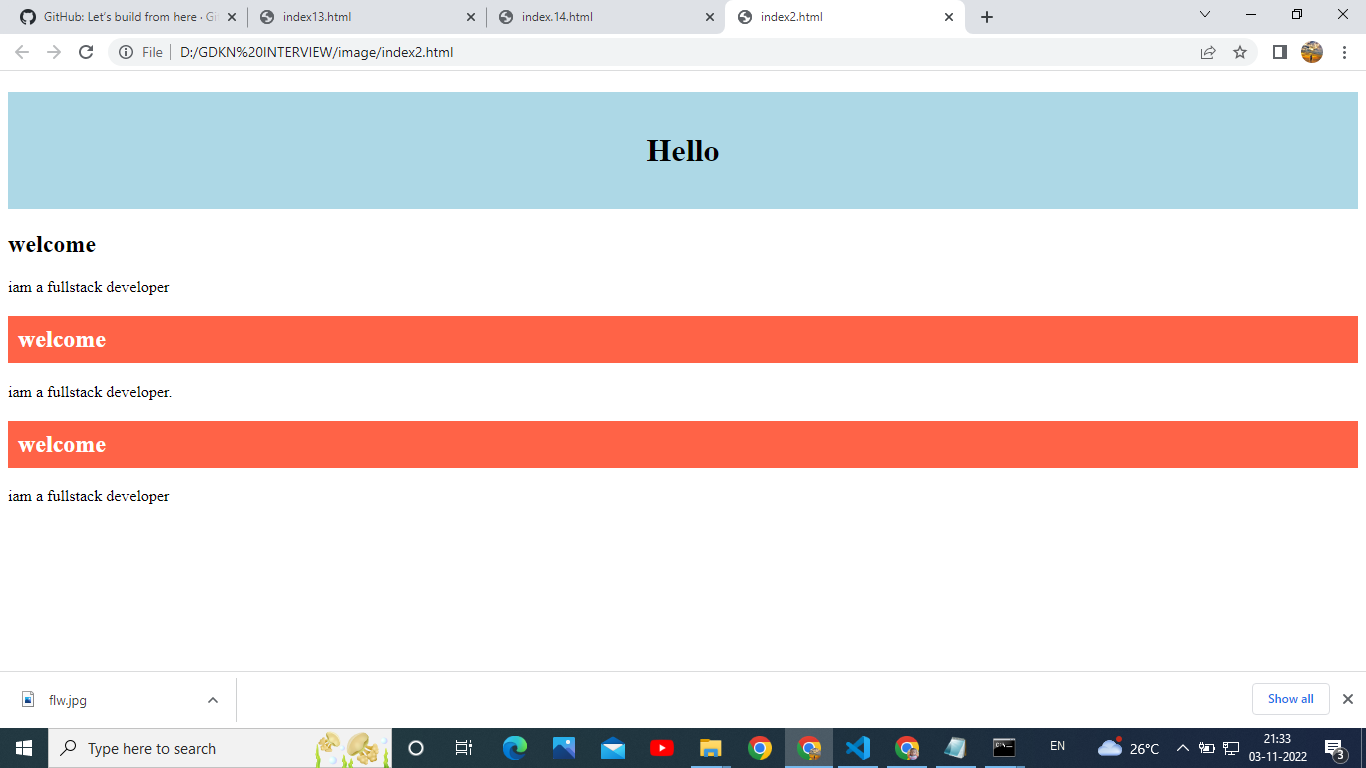 GitHub: Let's build from here · Gi
index13.html
index.14.html
index2.html
File
D:/GDKN%20INTERVIEW/image/index2.html
Hello
welcome
iam a fullstack developer
welcome
iam a fullstack developer.
welcome
iam a fullstack developer
flw.jpg
Show all
Type here to search
EN
26°C
21:33
03-11-2022
3